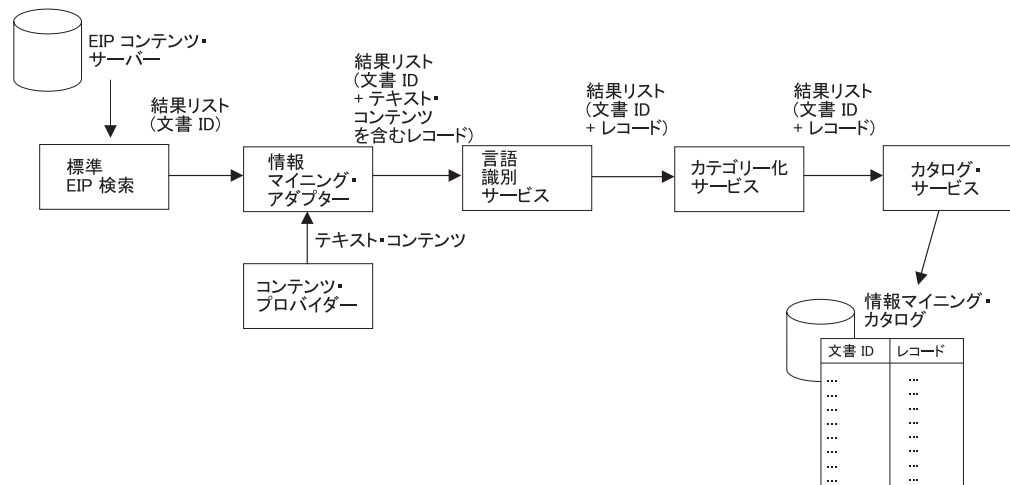 EIP コンテンツ・
サーバー
結果リスト
(文書 ID)
結果リスト
(文書 ID
+ テキスト・
コンテンツ
を含むレコード)
結果リスト
(文書 ID
+ レコード)
結果リスト
(文書 ID
+ レコード)
標準
EIP 検索
情報
マイニング・
アダプター
言語
識別
サービス
カテゴリー化
サービス
カタログ・
サービス
テキスト・コンテンツ
コンテンツ・
プロバイダー
情報マイニング・
カタログ
文書 ID レコード
... ...
... ...
... ...
... ...
... ...
... ...
... ...
... ...